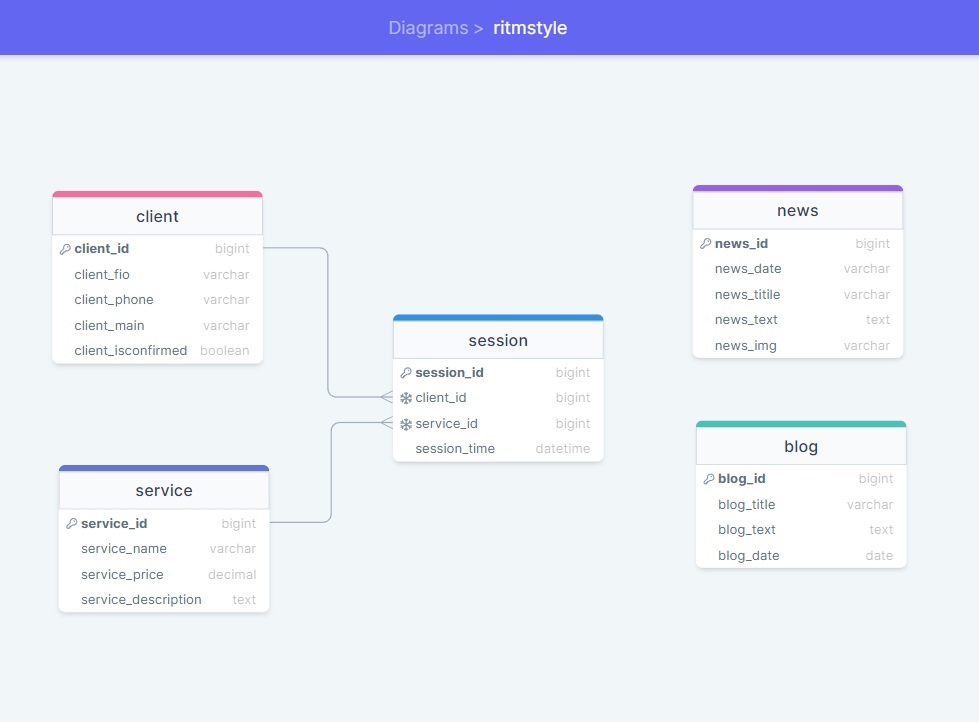 Diagrams > ritmstyle
client
client_id bigint
client_fio varchar
client_phone varchar
client_main varchar
client_isconfirmed boolean
service
service_id bigint
service_name varchar
service_price decimal
service_description text
session
session_id bigint
client_id bigint
service_id bigint
session_time datetime
news
news_id bigint
news_date varchar
news_titile varchar
news_text text
news_img varchar
blog
blog_id bigint
blog_title varchar
blog_text text
blog_date date